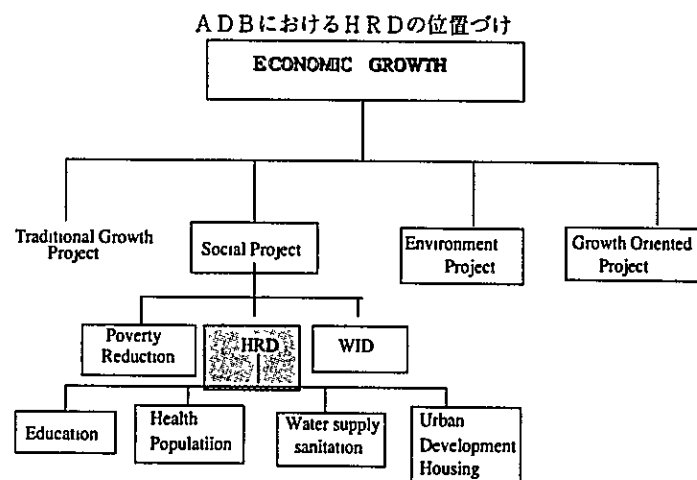 ADBにおけるHRDの位置づけ
ECONOMIC GROWTH
Traditional Growth
Project
Social Project
Environment
Project
Growth Oriented
Project
Poverty
Reduction
HRD
WID
Education
Health
Populatiion
Water supply
sanitation
Urban
Development
Housing